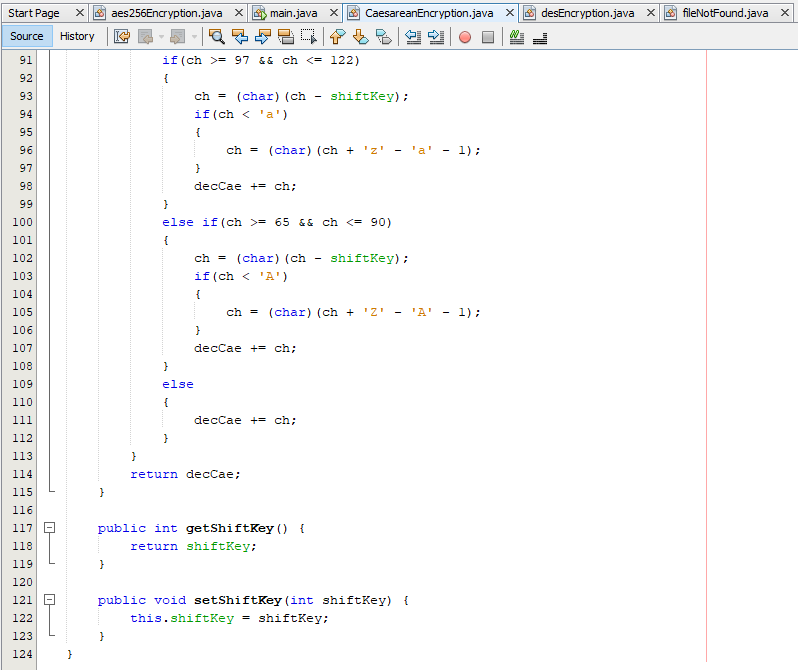 Start Page aes256Encryption.java main.java CaesareanEncryption.java desEncryption.java fileNotFound.java
Source History
91 if(ch >= 97 && ch <= 122)
92 {
93 ch = (char)(ch - shiftKey);
94 if(ch < 'a')
95 {
96 ch = (char)(ch + 'z' - 'a' - 1);
97 }
98 decCae += ch;
99 }
100 else if(ch >= 65 && ch <= 90)
101 {
102 ch = (char)(ch - shiftKey);
103 if(ch < 'A')
104 {
105 ch = (char)(ch + 'Z' - 'A' - 1);
106 }
107 decCae += ch;
108 }
109 else
110 {
111 decCae += ch;
112 }
113 }
114 return decCae;
115 }
116
117 public int getShiftKey() {
118 return shiftKey;
119 }
120
121 public void setShiftKey(int shiftKey) {
122 this.shiftKey = shiftKey;
123 }
124 }